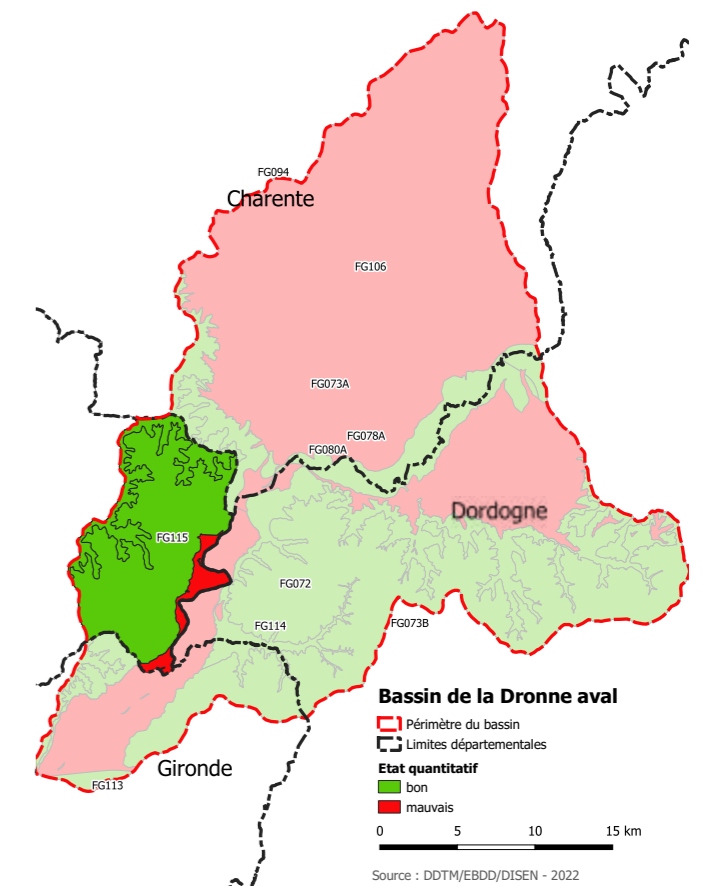 FG094
Charente
FG106
FG073A
FG078A
FG080A
Dordogne
FG115
FG072
FG114
FG073B
Bassin de la Dronne aval
Périmètre du bassin
Limites départementales
Etat quantitatif
bon
mauvais
Gironde
FG113
0 5 10 15 km
Source : DDTM/EBDD/DISEN - 2022